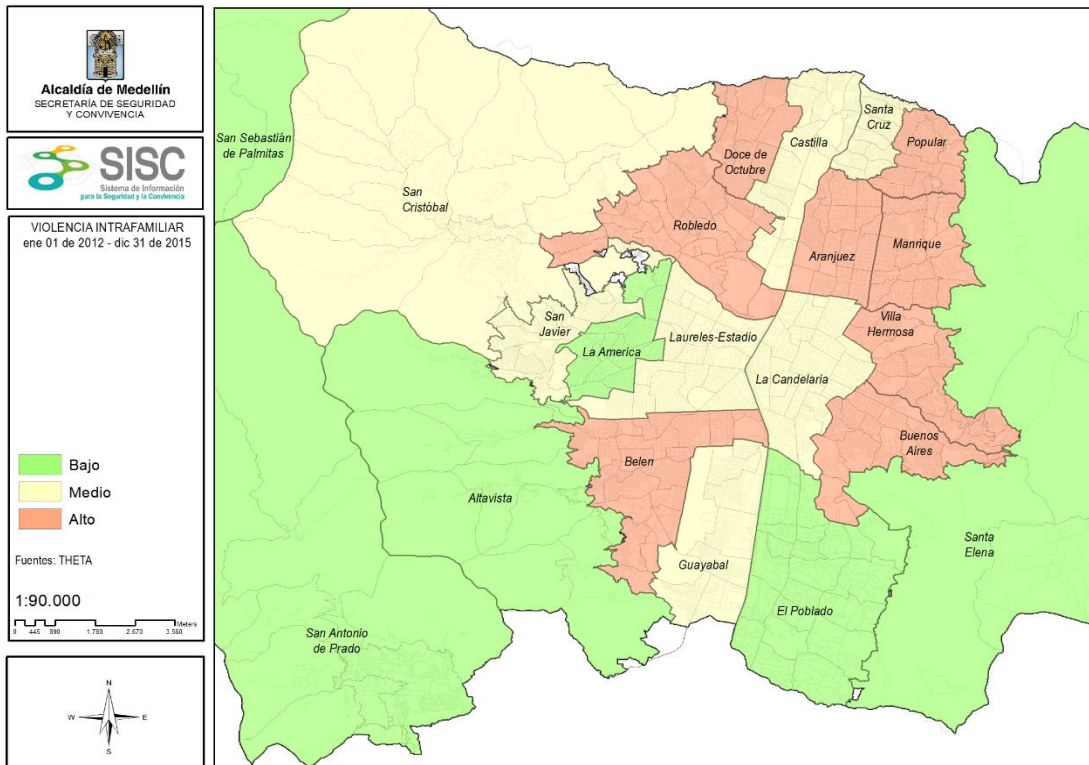 Alcaldía de Medellín
SECRETARÍA DE SEGURIDAD
Y CONVIVENCIA
SISC
Sistema de Información
para la Seguridad y la Convivencia
VIOLENCIA INTRAFAMILIAR
ene 01 de 2012 - dic 31 de 2015
Bajo
Medio
Alto
Fuentes: THETA
1:90.000
Meters
0 445 890 1.780 2.670 3.560
N
W E
S
San Sebastián
de Palmitas
San
Cristóbal
Doce de
Octubre
Castilla
Santa
Cruz
Popular
Robledo
Aranjuez
Manrique
San
Javier
La America
Laureles-Estadio
La Candelaria
Villa
Hermosa
Buenos
Aires
Belen
Altavista
Guayabal
El Poblado
Santa
Elena
San Antonio
de Prado